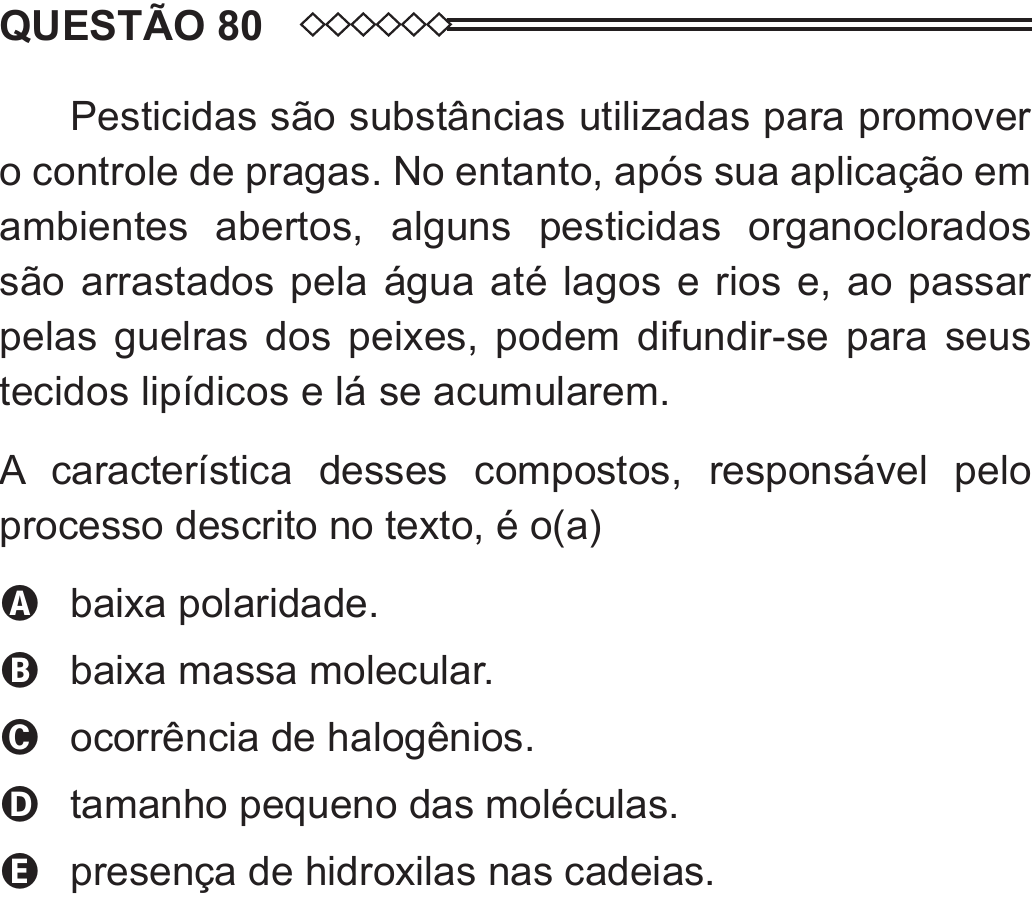 QUESTÃO 80
Pesticidas são substâncias utilizadas para promover
o controle de pragas. No entanto, após sua aplicação em
ambientes abertos, alguns pesticidas organoclorados
são arrastados pela água até lagos e rios e, ao passar
pelas guelras dos peixes, podem difundir-se para seus
tecidos lipídicos e lá se acumularem.
A característica desses compostos, responsável pelo
processo descrito no texto, é o(a)
A baixa polaridade.
B baixa massa molecular.
C ocorrência de halogênios.
D tamanho pequeno das moléculas.
E presença de hidroxilas nas cadeias.